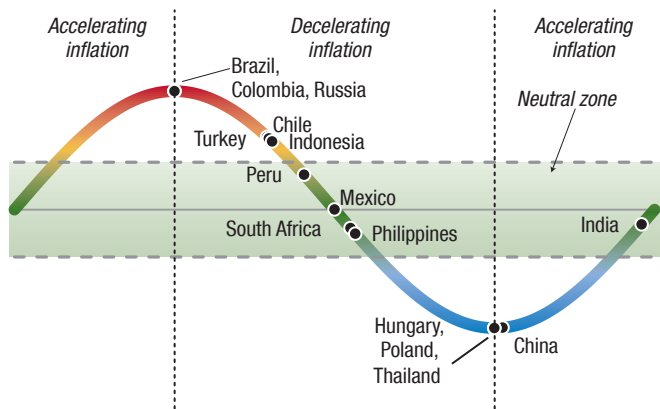 Accelerating
inflation
Decelerating
inflation
Accelerating
inflation
Brazil,
Colombia, Russia
Neutral zone
Chile
Turkey
Indonesia
Peru
Mexico
South Africa
Philippines
India
Hungary,
Poland,
Thailand
China